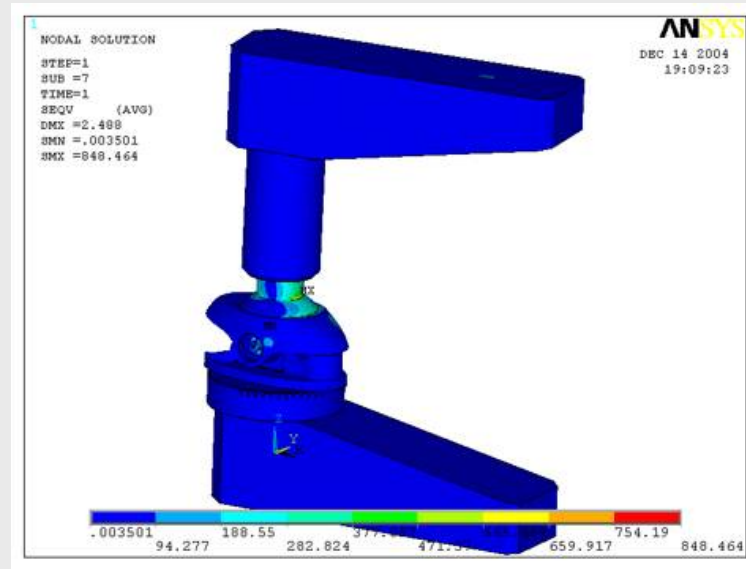 1
NODAL SOLUTION
STEP=1
SUB =7
TIME=1
SEQV (AVG)
DMX =2.488
SMN =.003501
SMX =848.464
ANSYS
DEC 14 2004
19:09:23
MX
Z
Y
.003501 188.55 754.19
94.277 282.824 659.917 848.464